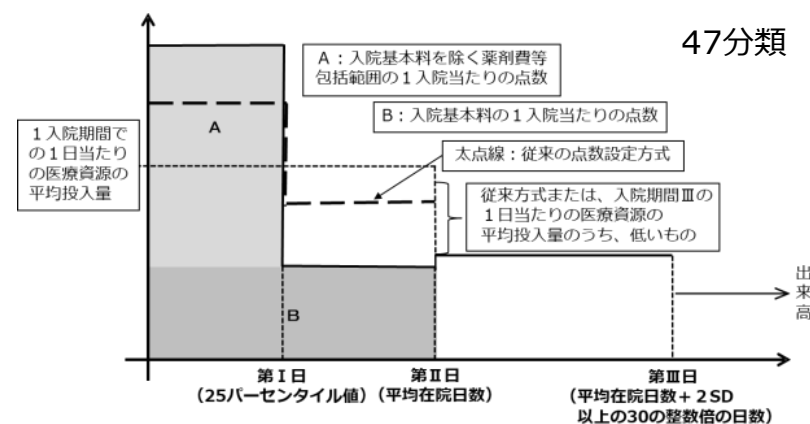 47分類
A：入院基本料を除く薬剤費等
包括範囲の１入院当たりの点数
B：入院基本料の１入院当たりの点数
太点線：従来の点数設定方式
１入院期間で
の１日当たり
の医療資源の
平均投入量
A
従来方式または、入院期間Ⅲの
１日当たりの医療資源の
平均投入量のうち、低いもの
B
出
来
高
第Ⅰ日
(25パーセンタイル値)
第Ⅱ日
(平均在院日数)
第Ⅲ日
(平均在院日数＋２SD
以上の30の整数倍の日数)